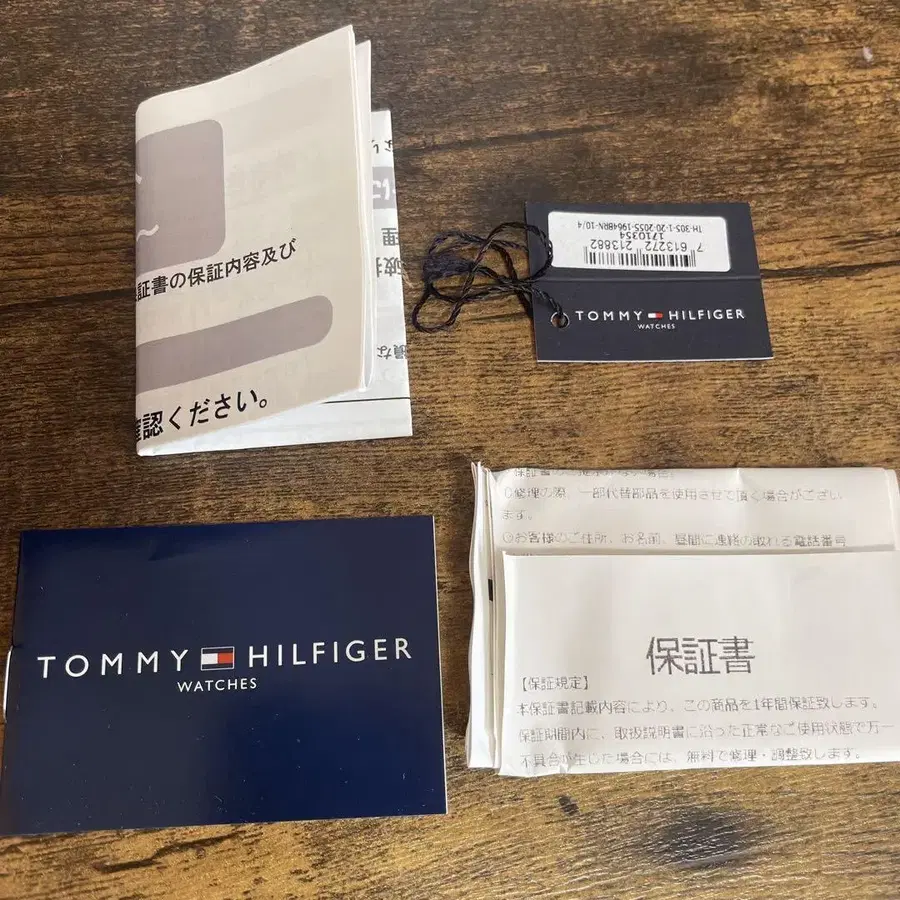 証書の保証内容及び
確認ください。
に
理
損な
TH-305-1-20-2055-1964BRN-10/4
1710354
7 613272 213882
TOMMY HILFIGER
WATCHES
TOMMY HILFIGER
WATCHES
①修理の際、一部代替部品を使用させて頂く場合がござい
ます。
お客様のご住所、お名前、昼間に連絡の取れる電話番号
保証書
【保証規定】
本保証書記載内容により、この商品を1年間保証致します。
保証期間内に、取扱説明書に沿った正常なご使用状態で万一
不具合が生じた場合には、無料で修理・調整致します。